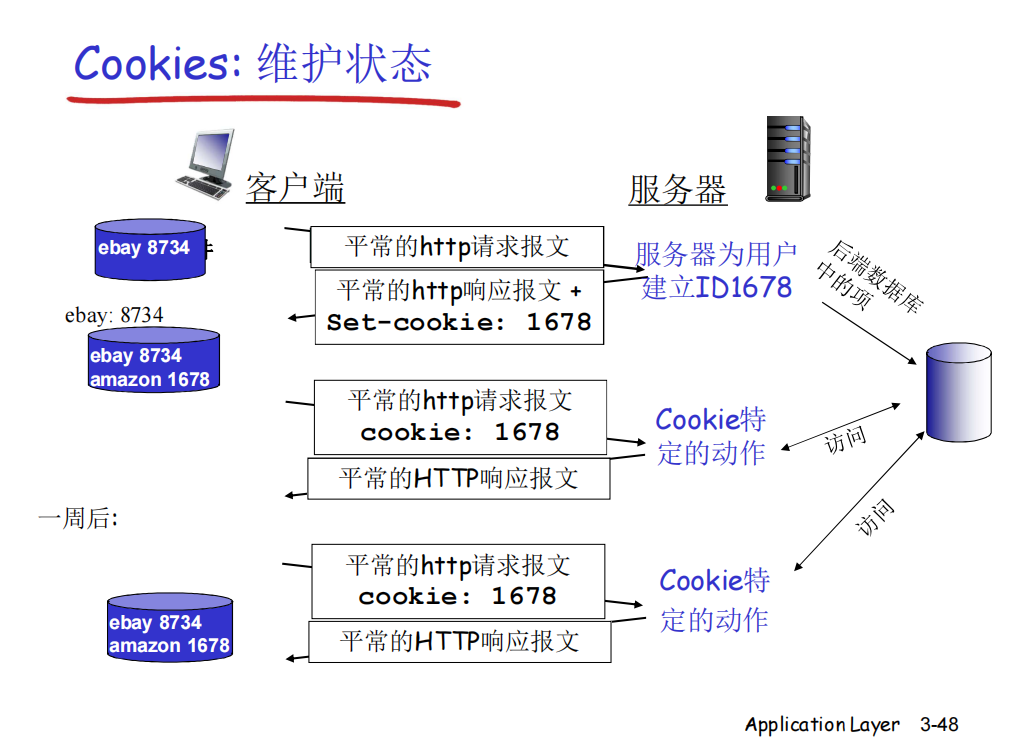 Cookies: 维护状态
客户端
服务器
ebay 8734
平常的http请求报文
服务器为用户
建立ID1678
后端数据库
中的项
平常的http响应报文 +
Set-cookie: 1678
ebay: 8734
ebay 8734
amazon 1678
平常的http请求报文
cookie: 1678
Cookie特
定的动作
访问
平常的HTTP响应报文
一周后:
访问
平常的http请求报文
cookie: 1678
Cookie特
定的动作
ebay 8734
amazon 1678
平常的HTTP响应报文
Application Layer 3-48